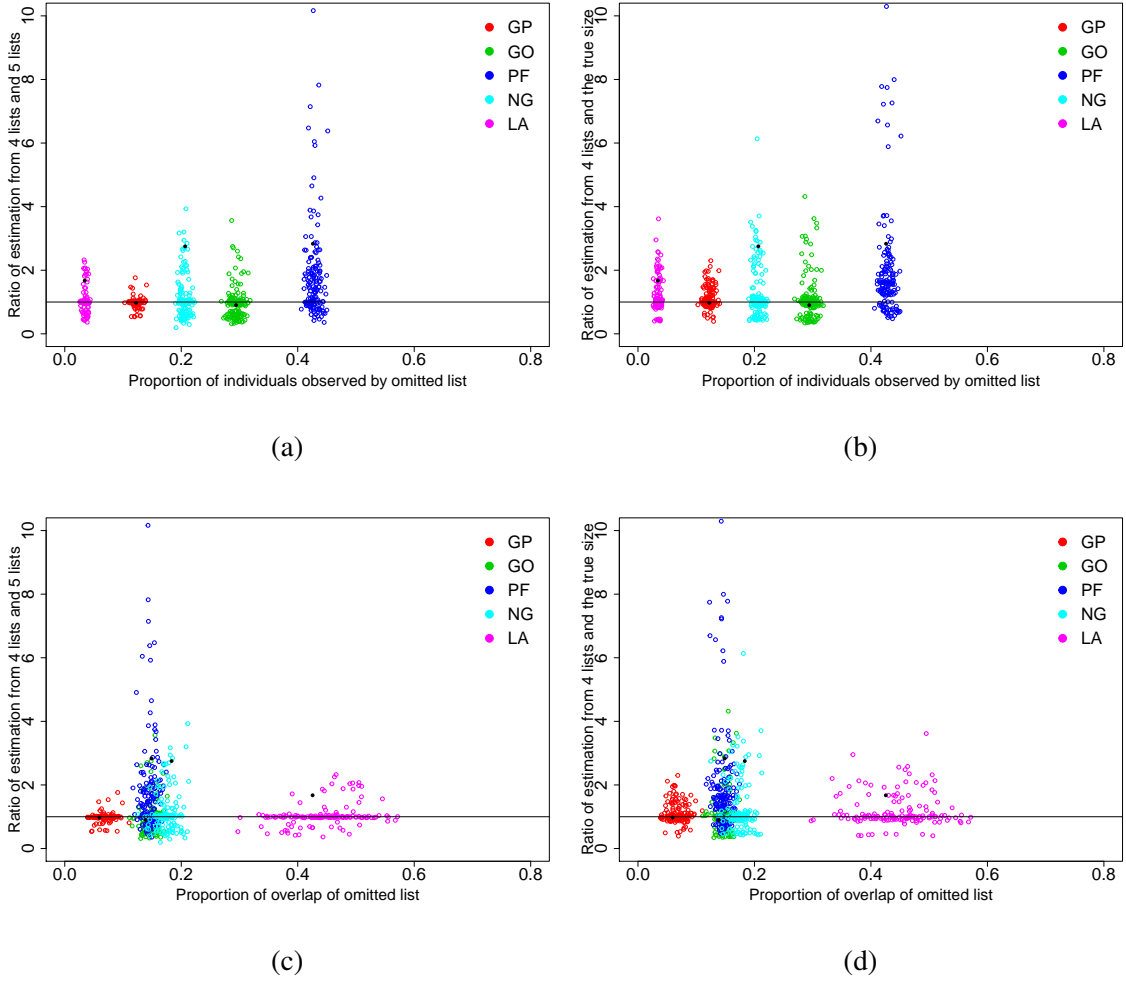 Ratio of estimation from 4 lists and 5 lists
10
8
6
4
2
0
GP
GO
PF
NG
LA
0.0 0.2 0.4 0.6 0.8
Proportion of individuals observed by omitted list
(a)
Ratio of estimation from 4 lists and the true size
10
8
6
4
2
0
GP
GO
PF
NG
LA
0.0 0.2 0.4 0.6 0.8
Proportion of individuals observed by omitted list
(b)
Ratio of estimation from 4 lists and 5 lists
10
8
6
4
2
0
GP
GO
PF
NG
LA
0.0 0.2 0.4 0.6 0.8
Proportion of overlap of omitted list
(c)
Ratio of estimation from 4 lists and the true size
10
8
6
4
2
0
GP
GO
PF
NG
LA
0.0 0.2 0.4 0.6 0.8
Proportion of overlap of omitted list
(d)